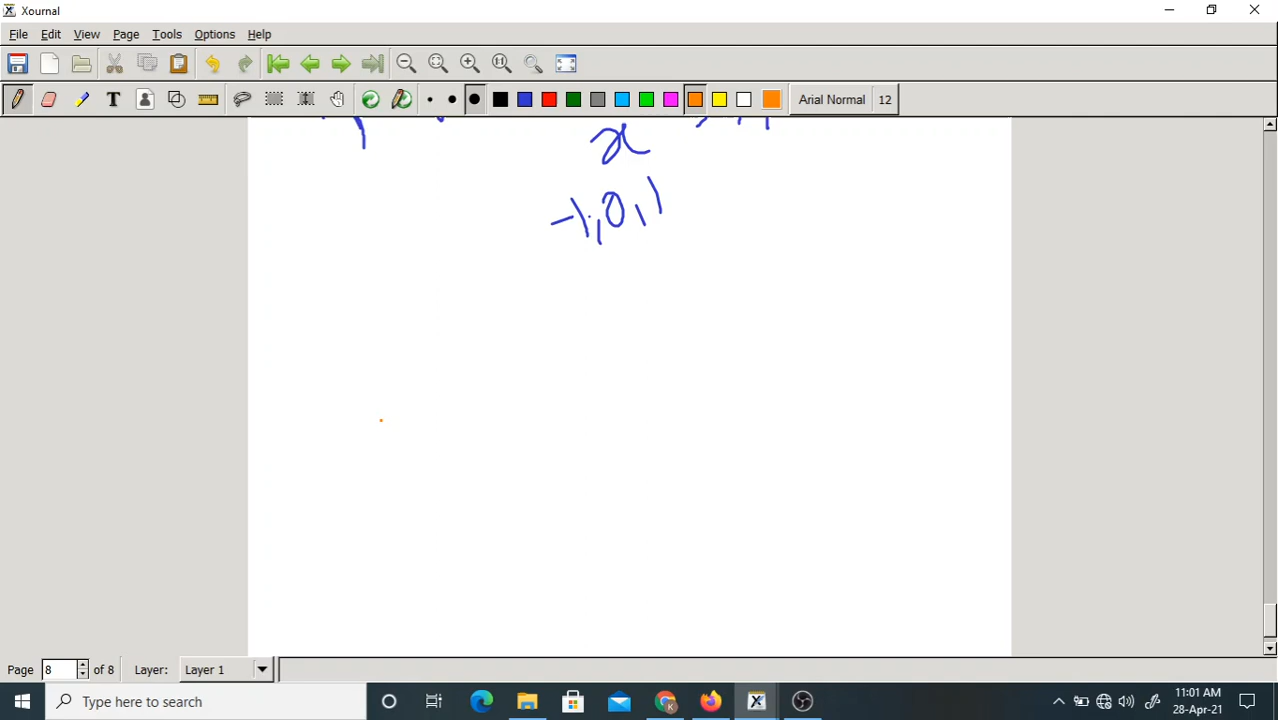 Xournal
File Edit View Page Tools Options Help
T Arial Normal 12
x
-1, 0, 1
Page 8 of 8 Layer: Layer 1
Type here to search
11:01 AM
28-Apr-21